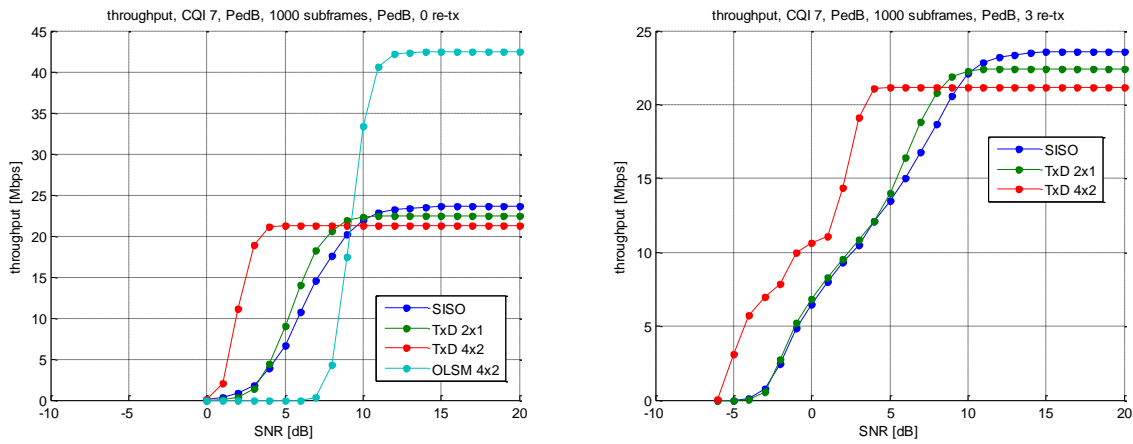 throughput, CQI 7, PedB, 1000 subframes, PedB, 0 re-tx
45
40
35
30
25
20
15
10
5
0
throughput [Mbps]
-10 -5 0 5 10 15 20
SNR [dB]
SISO
TxD 2x1
TxD 4x2
OLSM 4x2
throughput, CQI 7, PedB, 1000 subframes, PedB, 3 re-tx
25
20
15
10
5
0
throughput [Mbps]
-10 -5 0 5 10 15 20
SNR [dB]
SISO
TxD 2x1
TxD 4x2